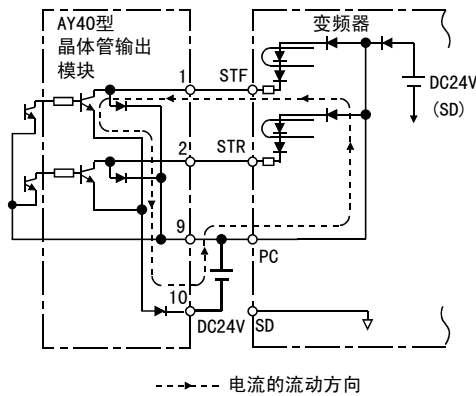 AY40型
晶体管输出
模块
变频器
1
STF
DC24V
(SD)
2
STR
9
PC
10
DC24V
SD
电流的流动方向